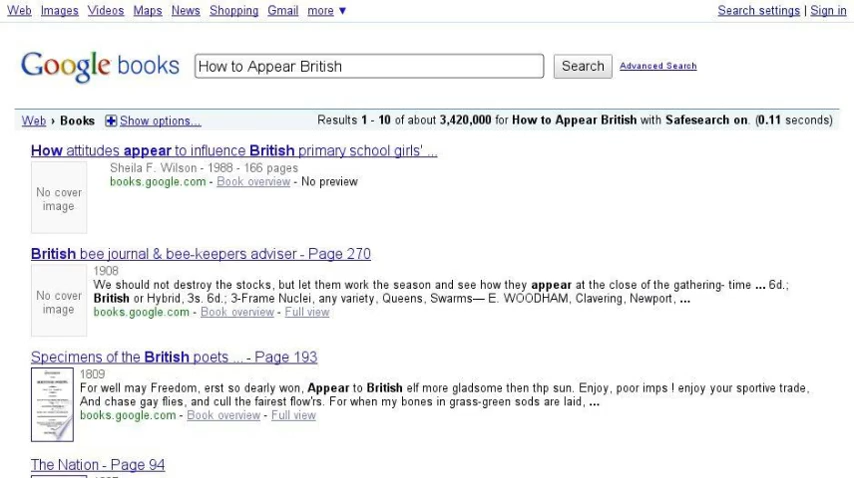 Web Images Videos Maps News Shopping Gmail more ▼ Search settings | Sign in
Google books How to Appear British Search Advanced Search
Web › Books Show options... Results 1 - 10 of about 3,420,000 for How to Appear British with Safesearch on. (0.11 seconds)
How attitudes appear to influence British primary school girls' ...
Sheila F. Wilson - 1988 - 166 pages
books.google.com - Book overview - No preview
No cover
image
British bee journal & bee-keepers adviser - Page 270
1908
We should not destroy the stocks, but let them work the season and see how they appear at the close of the gathering- time ... 6d.;
British or Hybrid, 3s. 6d.; 3-Frame Nuclei, any variety, Queens, Swarms— E. WOODHAM, Clavering, Newport, ...
books.google.com - Book overview - Full view
No cover
image
Specimens of the British poets ... - Page 193
1809
For well may Freedom, erst so dearly won, Appear to British elf more gladsome then thp sun. Enjoy, poor imps ! enjoy your sportive trade,
And chase gay flies, and cull the fairest flow'rs. For when my bones in grass-green sods are laid, ...
books.google.com - Book overview - Full view
The Nation - Page 94